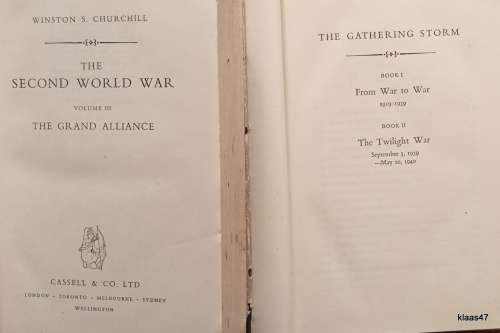 WINSTON S. CHURCHILL
THE
SECOND WORLD WAR
VOLUME III
THE GRAND ALLIANCE
CASSELL & CO. LTD
LONDON · TORONTO · MELBOURNE · SYDNEY
WELLINGTON
THE GATHERING STORM
BOOK I
From War to War
1919-1939
BOOK II
The Twilight War
September 3, 1939
—May 10, 1940
klaas47